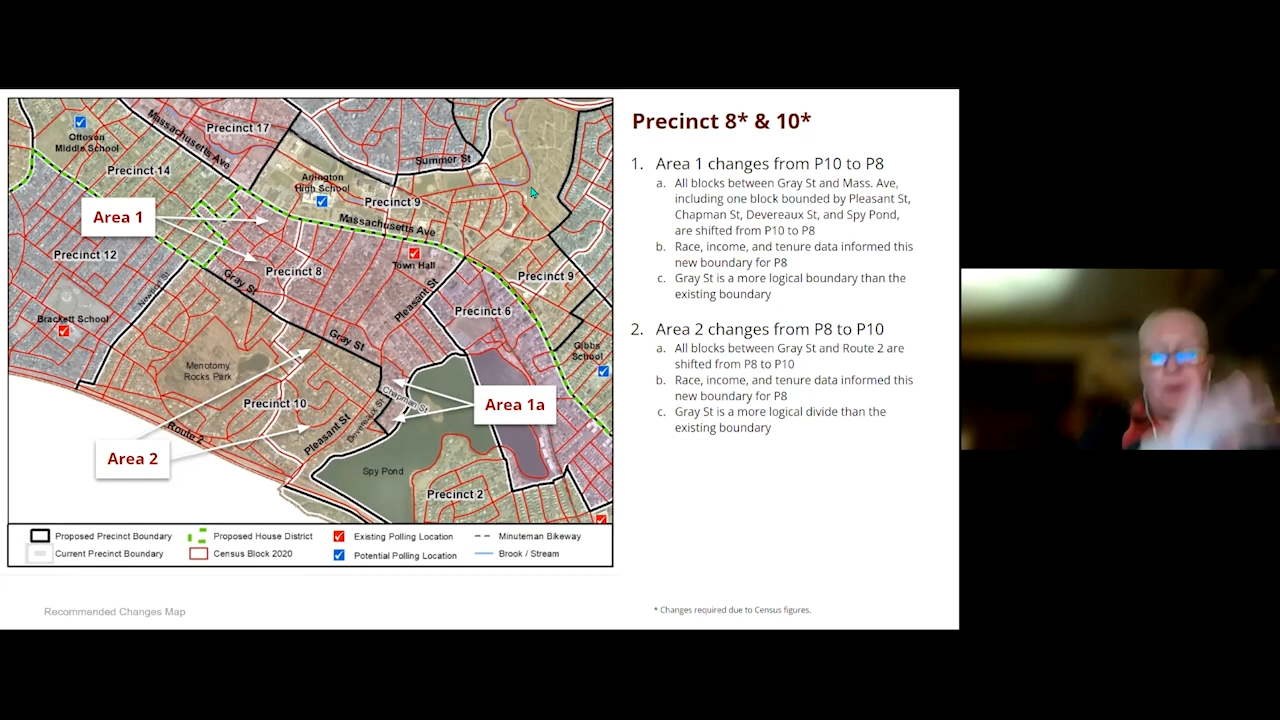 Precinct 8* & 10*
1. Area 1 changes from P10 to P8
a. All blocks between Gray St and Mass. Ave,
including one block bounded by Pleasant St,
Chapman St, Devereaux St, and Spy Pond,
are shifted from P10 to P8
b. Race, income, and tenure data informed this
new boundary for P8
c. Gray St is a more logical boundary than the
existing boundary
2. Area 2 changes from P8 to P10
a. All blocks between Gray St and Route 2 are
shifted from P8 to P10
b. Race, income, and tenure data informed this
new boundary for P8
c. Gray St is a more logical divide than the
existing boundary
* Changes required due to Census figures.
Massachusetts Ave
Precinct 17
Ottoson
Middle School
Summer St
Precinct 14
Arlington
High School
Precinct 9
Area 1
Massachusetts Ave
Precinct 12
Town Hall
Precinct 8
Precinct 9
Gray St
Newport St
Pleasant St
Precinct 6
Brackett School
Gray St
Gibbs
School
Menotomy
Rocks Park
Chapman St
Area 1a
Precinct 10
Devereaux St
Pleasant St
Route 2
Area 2
Spy Pond
Precinct 2
Proposed Precinct Boundary
Proposed House District
Existing Polling Location
Minuteman Bikeway
Current Precinct Boundary
Census Block 2020
Potential Polling Location
Brook / Stream
Recommended Changes Map